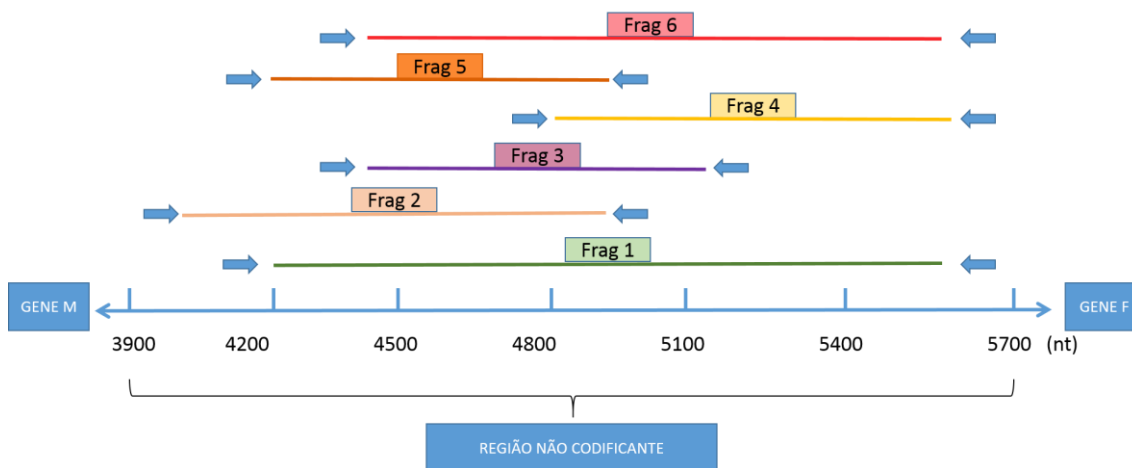 Frag 6
Frag 5
Frag 4
Frag 3
Frag 2
Frag 1
GENE M
GENE F
3900 4200 4500 4800 5100 5400 5700 (nt)
REGIÃO NÃO CODIFICANTE